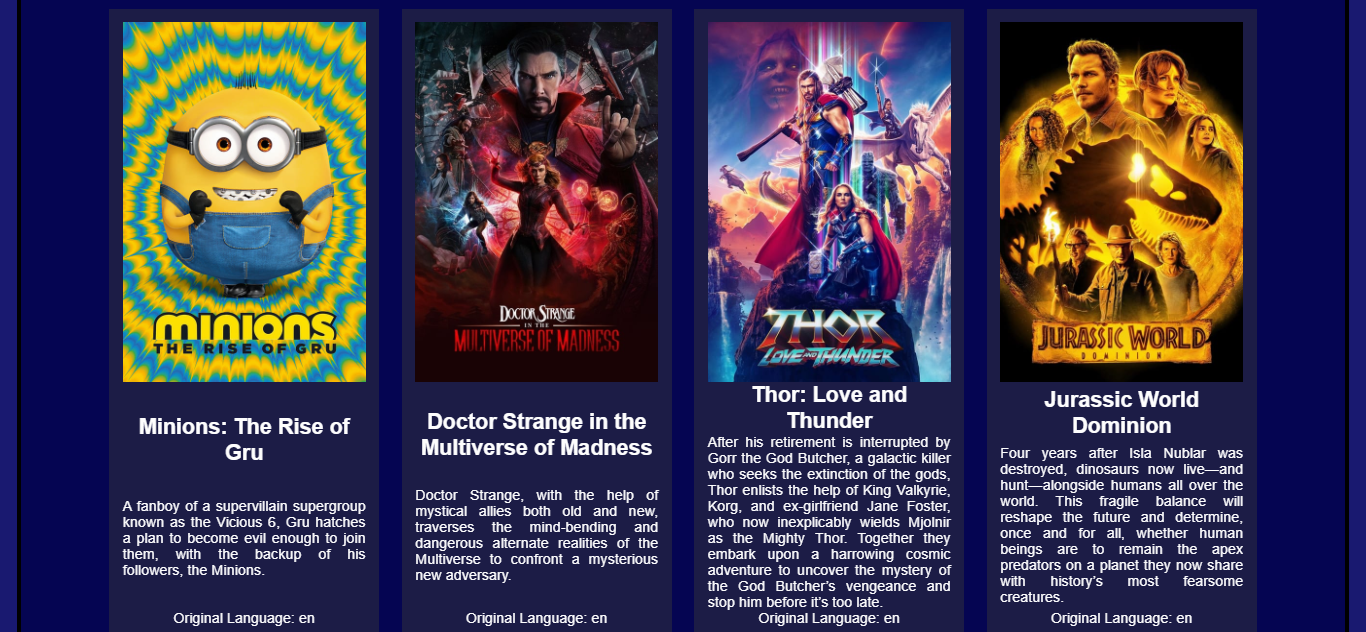 MINIONS
THE RISE OF GRU
Minions: The Rise of
Gru
A fanboy of a supervillain supergroup
known as the Vicious 6, Gru hatches
a plan to become evil enough to join
them, with the backup of his
followers, the Minions.
Original Language: en
DOCTOR STRANGE
IN THE
MULTIVERSE OF MADNESS
Doctor Strange in the
Multiverse of Madness
Doctor Strange, with the help of
mystical allies both old and new,
traverses the mind-bending and
dangerous alternate realities of the
Multiverse to confront a mysterious
new adversary.
Original Language: en
THOR
LOVE AND THUNDER
Thor: Love and
Thunder
After his retirement is interrupted by
Gorr the God Butcher, a galactic killer
who seeks the extinction of the gods,
Thor enlists the help of King Valkyrie,
Korg, and ex-girlfriend Jane Foster,
who now inexplicably wields Mjolnir
as the Mighty Thor. Together they
embark upon a harrowing cosmic
adventure to uncover the mystery of
the God Butcher’s vengeance and
stop him before it’s too late.
Original Language: en
JURASSIC WORLD
DOMINION
Jurassic World
Dominion
Four years after Isla Nublar was
destroyed, dinosaurs now live—and
hunt—alongside humans all over the
world. This fragile balance will
reshape the future and determine,
once and for all, whether human
beings are to remain the apex
predators on a planet they now share
with history’s most fearsome
creatures.
Original Language: en